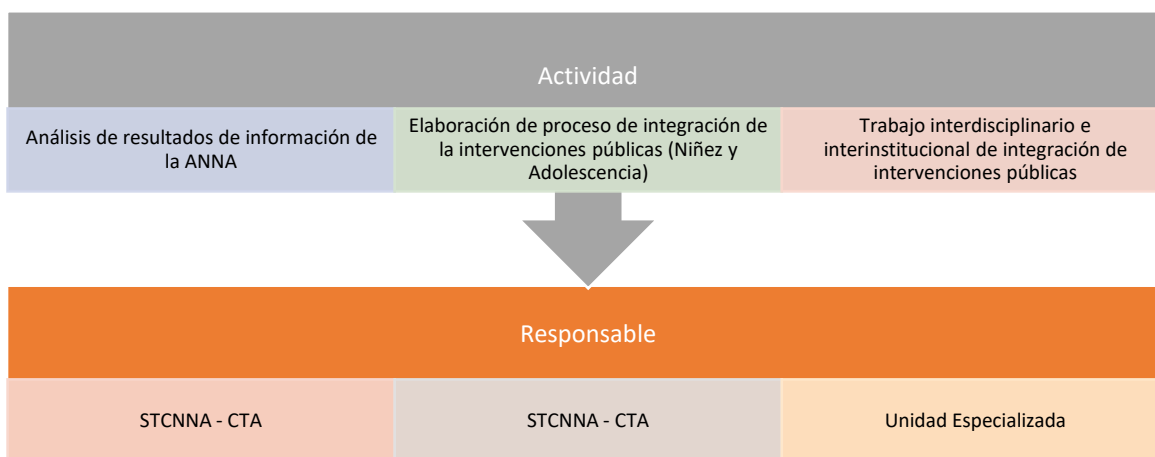 Actividad
Análisis de resultados de información de
la ANNA
Elaboración de proceso de integración de
la intervenciones públicas (Niñez y
Adolescencia)
Trabajo interdisciplinario e
interinstitucional de integración de
intervenciones públicas
Responsable
STCNNA - CTA
STCNNA - CTA
Unidad Especializada